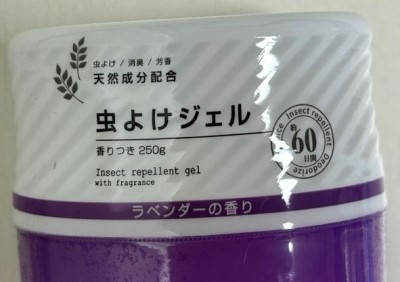 虫よけ / 消臭 / 芳香
天然成分配合
虫よけジェル
香りつき 250g
Insect repellent gel
with fragrance
Insect repellent
Deodorize
約
60
日間
ラベンダーの香り